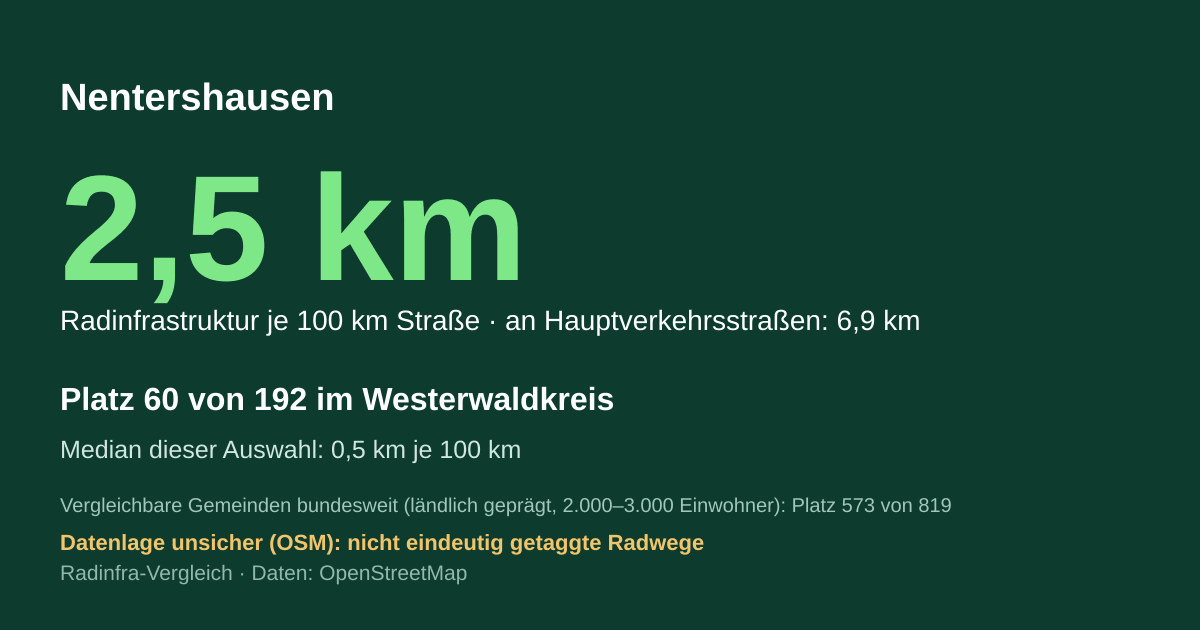 Nentershausen
2,5 km
Radinfrastruktur je 100 km Straße · an Hauptverkehrsstraßen: 6,9 km
Platz 60 von 192 im Westerwaldkreis
Median dieser Auswahl: 0,5 km je 100 km
Vergleichbare Gemeinden bundesweit (ländlich geprägt, 2.000–3.000 Einwohner): Platz 573 von 819
Datenlage unsicher (OSM): nicht eindeutig getaggte Radwege
Radinfra-Vergleich · Daten: OpenStreetMap